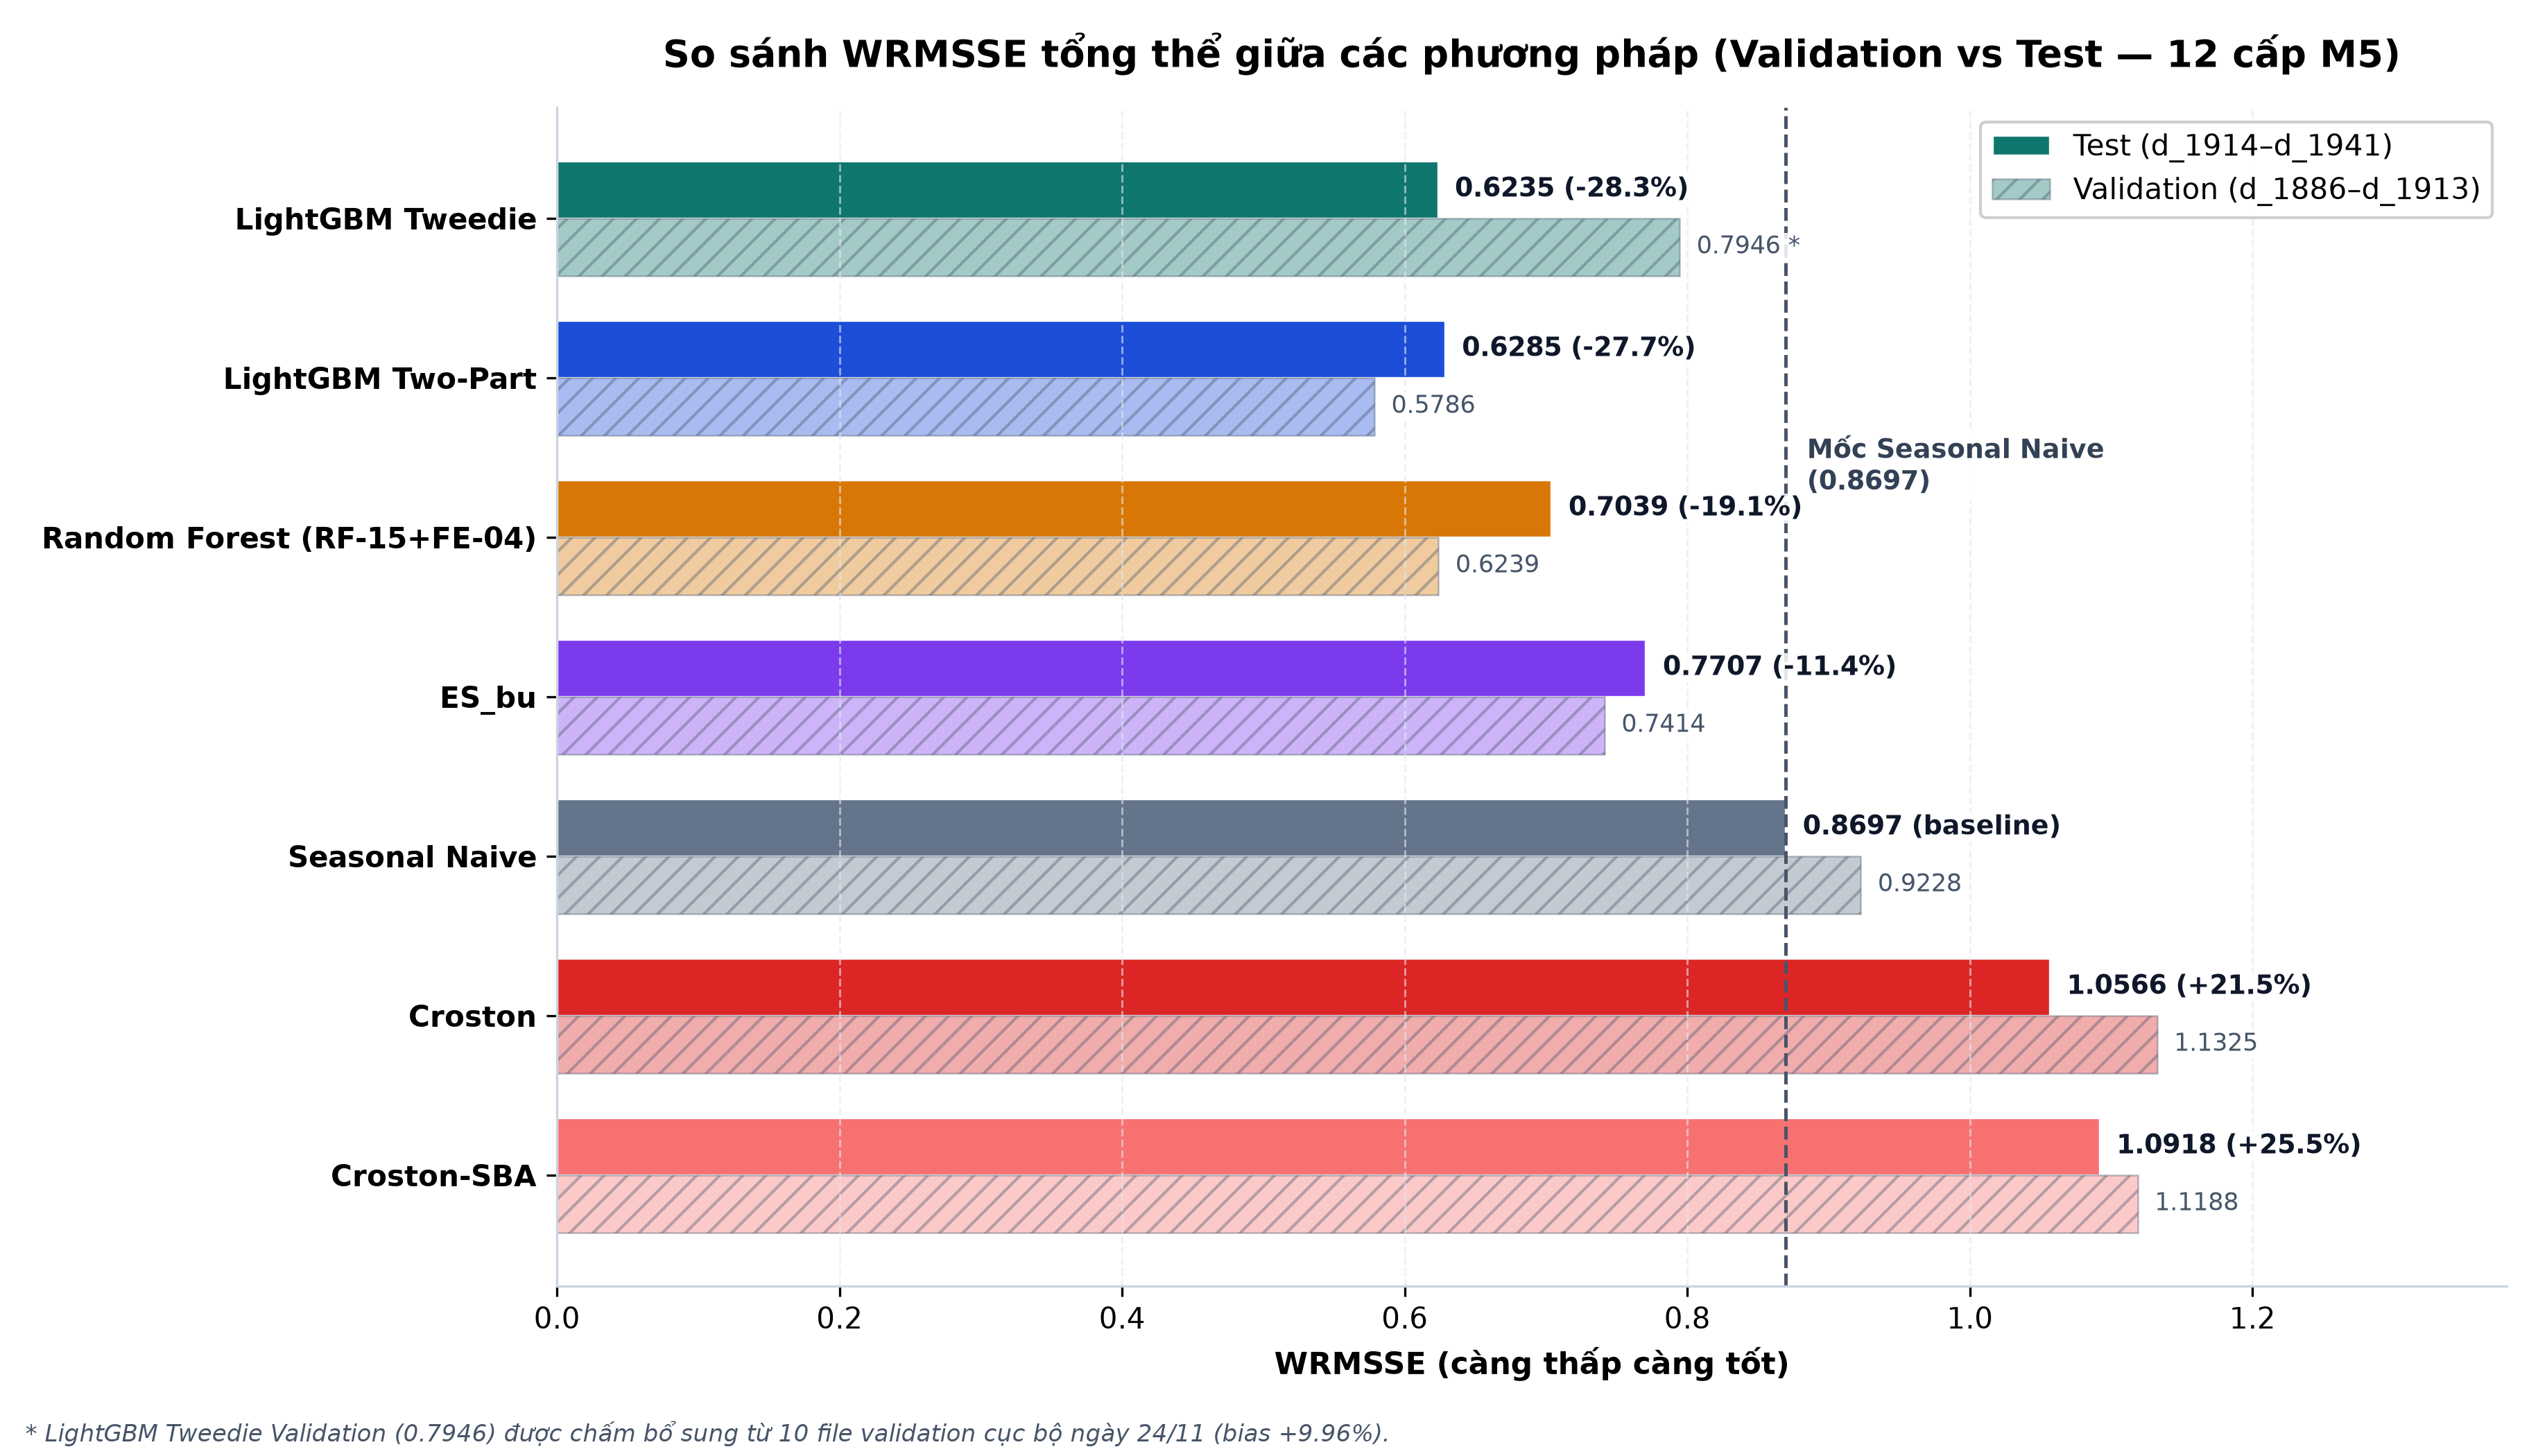 So sánh WRMSSE tổng thể giữa các phương pháp (Validation vs Test — 12 cấp M5)
Test (d_1914–d_1941)
Validation (d_1886–d_1913)
LightGBM Tweedie
0.6235 (-28.3%)
0.7946 *
LightGBM Two-Part
0.6285 (-27.7%)
0.5786
Mốc Seasonal Naive
(0.8697)
Random Forest (RF-15+FE-04)
0.7039 (-19.1%)
0.6239
ES_bu
0.7707 (-11.4%)
0.7414
Seasonal Naive
0.8697 (baseline)
0.9228
Croston
1.0566 (+21.5%)
1.1325
Croston-SBA
1.0918 (+25.5%)
1.1188
0.0 0.2 0.4 0.6 0.8 1.0 1.2
WRMSSE (càng thấp càng tốt)
* LightGBM Tweedie Validation (0.7946) được chấm bổ sung từ 10 file validation cục bộ ngày 24/11 (bias +9.96%).